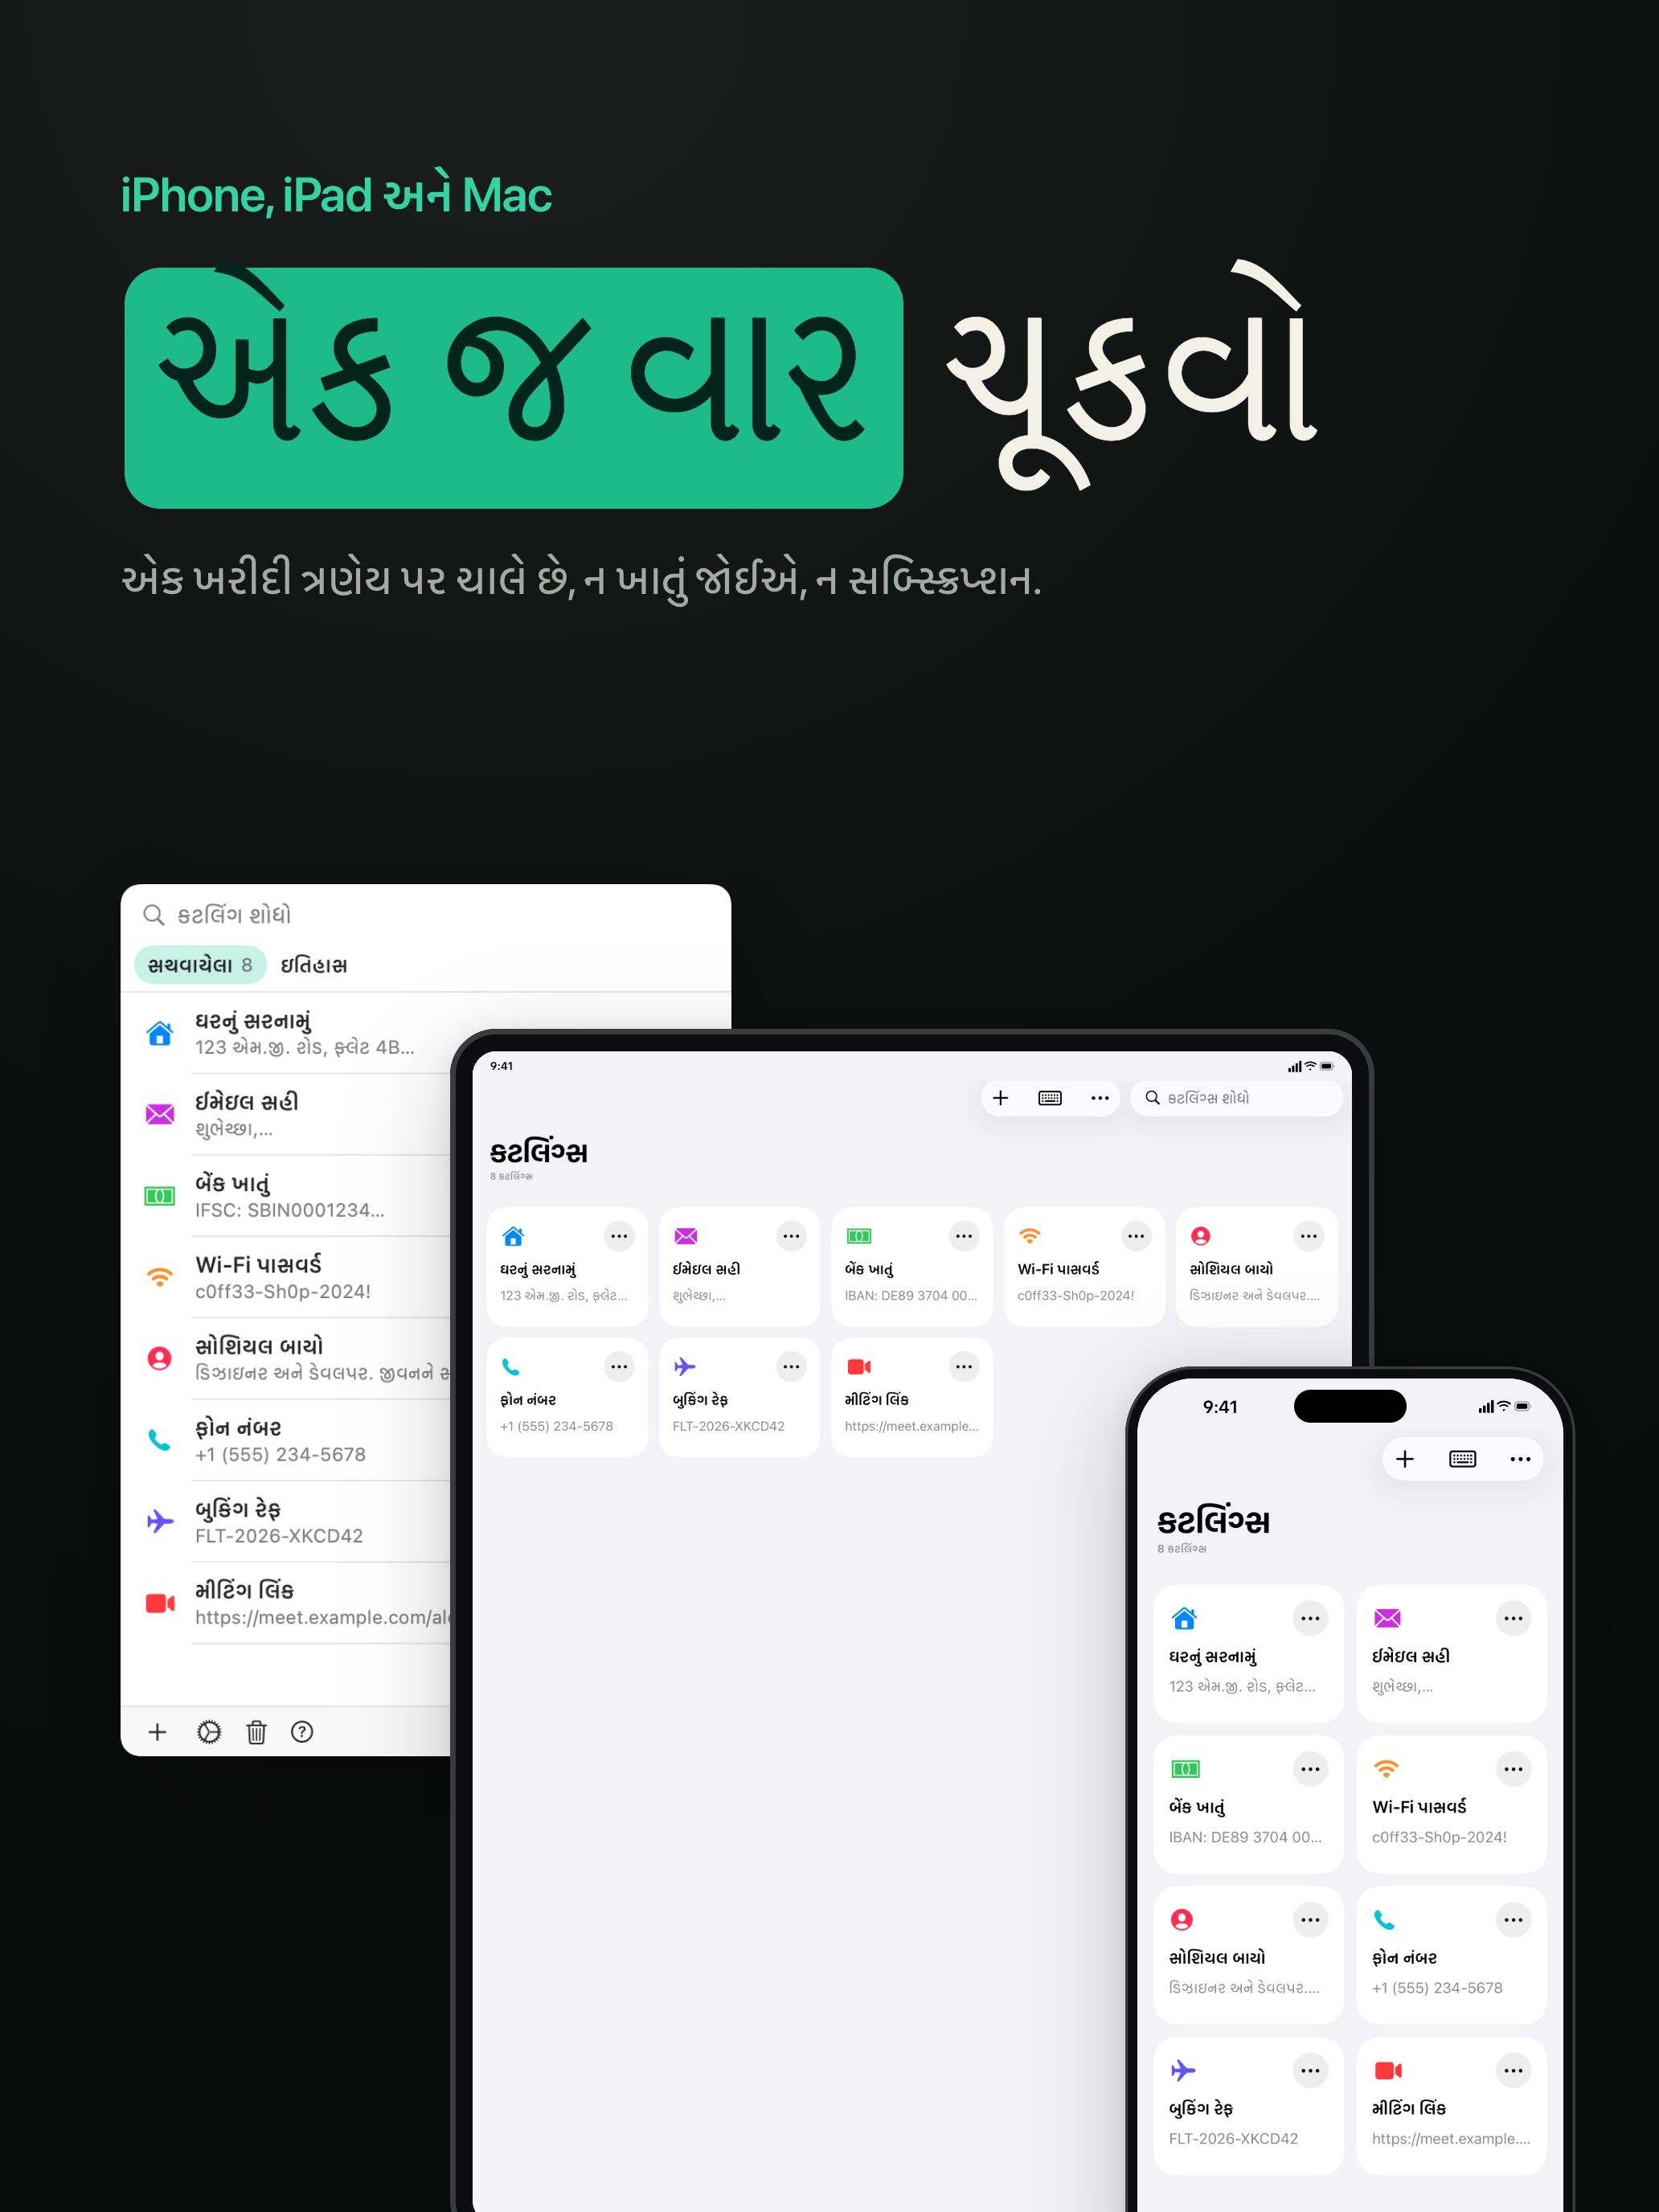 iPhone, iPad અને Mac
એક જ વાર ચૂકવો
એક ખરીદી ત્રણેય પર ચાલે છે, ન ખાતું જોઈએ, ન સબ્સ્ક્રિપ્શન.
કટલિંગ શોધો
સચવાયેલા 8 ઇતિહાસ
ઘરનું સરનામું
123 એમ.જી. રોડ, ફ્લેટ 4B...
ઈમેઇલ સહી
શુભેચ્છા,...
બેંક ખાતું
IFSC: SBIN0001234...
Wi-Fi પાસવર્ડ
c0ff33-Sh0p-2024!
સોશિયલ બાયો
ડિઝાઇનર અને ડેવલપર. જીવનને
ફોન નંબર
+1 (555) 234-5678
બુકિંગ રેફ
FLT-2026-XKCD42
મીટિંગ લિંક
https://meet.example.com/al
9:41
કટલિંગ્સ શોધો
કટલિંગ્સ
8 કટલિંગ્સ
ઘરનું સરનામું
123 એમ.જી. રોડ, ફ્લેટ...
ઈમેઇલ સહી
શુભેચ્છા,...
બેંક ખાતું
IBAN: DE89 3704 00...
Wi-Fi પાસવર્ડ
c0ff33-Sh0p-2024!
સોશિયલ બાયો
ડિઝાઇનર અને ડેવલપર....
ફોન નંબર
+1 (555) 234-5678
બુકિંગ રેફ
FLT-2026-XKCD42
મીટિંગ લિંક
https://meet.example...
9:41
કટલિંગ્સ
8 કટલિંગ્સ
ઘરનું સરનામું
123 એમ.જી. રોડ, ફ્લેટ...
ઈમેઇલ સહી
શુભેચ્છા,...
બેંક ખાતું
IBAN: DE89 3704 00...
Wi-Fi પાસવર્ડ
c0ff33-Sh0p-2024!
સોશિયલ બાયો
ડિઝાઇનર અને ડેવલપર....
ફોન નંબર
+1 (555) 234-5678
બુકિંગ રેફ
FLT-2026-XKCD42
મીટિંગ લિંક
https://meet.example....